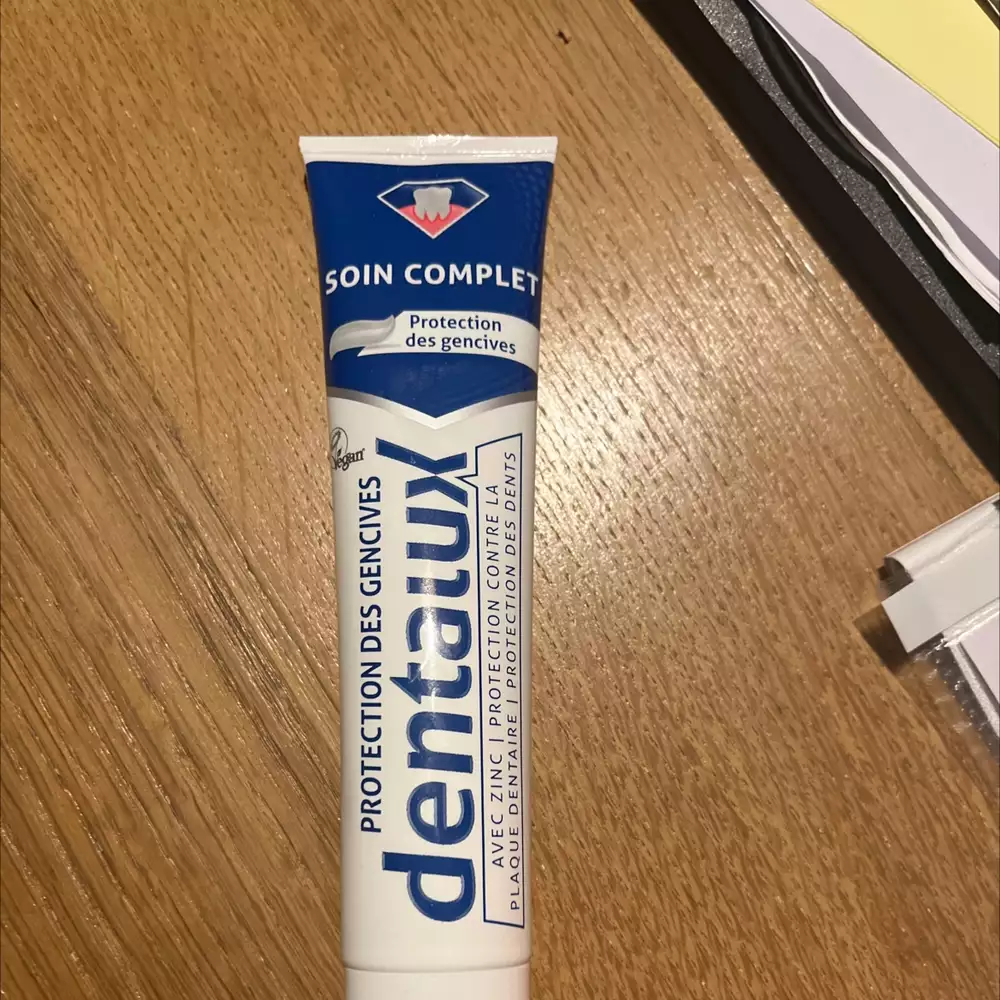 SOIN COMPLET
Protection
des gencives
vegan
PROTECTION DES GENCIVES
dentalux
AVEC ZINC | PROTECTION CONTRE LA
PLAQUE DENTAIRE | PROTECTION DES DENTS